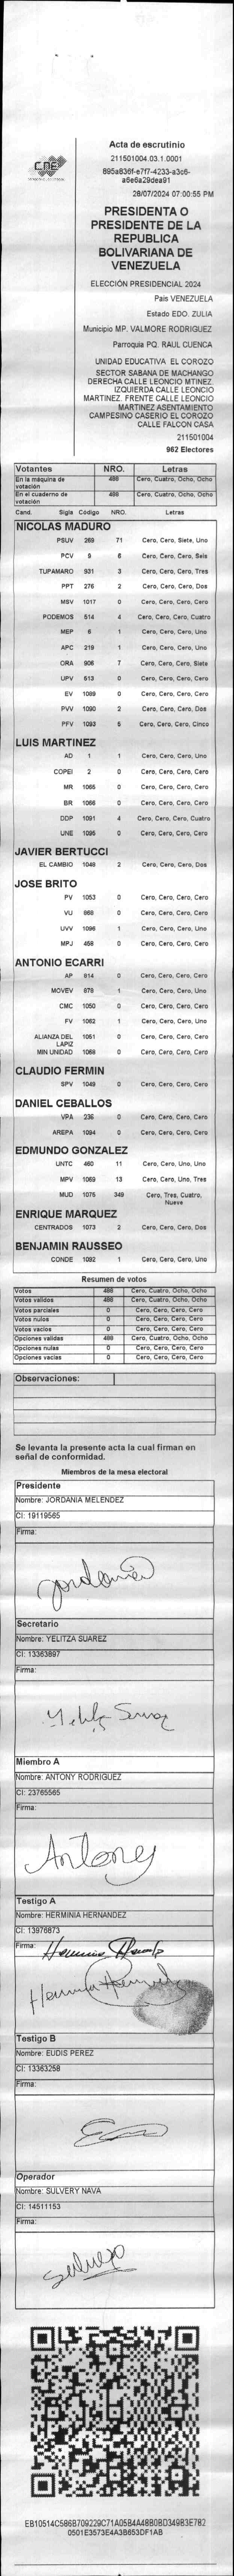 CNE
Acta de escrutinio
211501004.03.1.0001
895a836f-e7f7-4233-a3c6-
a6e6a29dea91
28/07/2024 07:00:55 PM
PRESIDENTA O
PRESIDENTE DE LA
REPUBLICA
BOLIVARIANA DE
VENEZUELA
ELECCIÓN PRESIDENCIAL 2024
País VENEZUELA
Estado EDO. ZULIA
Municipio MP. VALMORE RODRIGUEZ
Parroquia PQ. RAUL CUENCA
UNIDAD EDUCATIVA EL COROZO
SECTOR SABANA DE MACHANGO
DERECHA CALLE LEONCIO MTINEZ.
IZQUIERDA CALLE LEONCIO
MARTINEZ. FRENTE CALLE LEONCIO
MARTINEZ ASENTAMIENTO
CAMPESINO CASERIO EL COROZO
CALLE FALCON CASA
211501004
962 Electores
Votantes NRO. Letras
En la máquina de votación 488 Cero, Cuatro, Ocho, Ocho
En el cuaderno de votación 488 Cero, Cuatro, Ocho, Ocho
Cand. Sigla Código NRO. Letras
NICOLAS MADURO
PSUV 269 71 Cero, Cero, Siete, Uno
PCV 5 6 Cero, Cero, Cero, Seis
TUPAMARO 931 3 Cero, Cero, Cero, Tres
PPT 276 2 Cero, Cero, Cero, Dos
MSV 1017 0 Cero, Cero, Cero, Cero
PODEMOS 514 4 Cero, Cero, Cero, Cuatro
MEP 6 1 Cero, Cero, Cero, Uno
APC 219 1 Cero, Cero, Cero, Uno
ORA 906 7 Cero, Cero, Cero, Siete
UPV 613 0 Cero, Cero, Cero, Cero
EV 1089 0 Cero, Cero, Cero, Cero
PVV 1090 2 Cero, Cero, Cero, Dos
PFV 1093 5 Cero, Cero, Cero, Cinco
LUIS MARTINEZ
AD 1 1 Cero, Cero, Cero, Uno
COPEI 2 0 Cero, Cero, Cero, Cero
MR 1065 0 Cero, Cero, Cero, Cero
BR 1066 0 Cero, Cero, Cero, Cero
DDP 1091 4 Cero, Cero, Cero, Cuatro
UNE 1095 0 Cero, Cero, Cero, Cero
JAVIER BERTUCCI
EL CAMBIO 1048 2 Cero, Cero, Cero, Dos
JOSE BRITO
PV 1053 0 Cero, Cero, Cero, Cero
VU 868 0 Cero, Cero, Cero, Cero
UVV 1096 1 Cero, Cero, Cero, Uno
MPJ 458 0 Cero, Cero, Cero, Cero
ANTONIO ECARRI
AP 814 0 Cero, Cero, Cero, Cero
MOVEV 878 1 Cero, Cero, Cero, Uno
CMC 1050 0 Cero, Cero, Cero, Cero
FV 1062 1 Cero, Cero, Cero, Uno
ALIANZA DEL LAPIZ 1061 0 Cero, Cero, Cero, Cero
MIN UNIDAD 1068 0 Cero, Cero, Cero, Cero
CLAUDIO FERMIN
SPV 1049 0 Cero, Cero, Cero, Cero
DANIEL CEBALLOS
VPA 236 0 Cero, Cero, Cero, Cero
AREPA 1094 0 Cero, Cero, Cero, Cero
EDMUNDO GONZALEZ
UNTC 460 11 Cero, Cero, Uno, Uno
MPV 1069 13 Cero, Cero, Uno, Tres
MUD 1075 349 Cero, Tres, Cuatro, Nueve
ENRIQUE MARQUEZ
CENTRADOS 1073 2 Cero, Cero, Cero, Dos
BENJAMIN RAUSSEO
CONDE 1092 1 Cero, Cero, Cero, Uno
Resumen de votos
Votos 488 Cero, Cuatro, Ocho, Ocho
Votos validos 488 Cero, Cuatro, Ocho, Ocho
Votos parciales 0 Cero, Cero, Cero, Cero
Votos nulos 0 Cero, Cero, Cero, Cero
Votos vacios 0 Cero, Cero, Cero, Cero
Opciones validas 488 Cero, Cuatro, Ocho, Ocho
Opciones nulas 0 Cero, Cero, Cero, Cero
Opciones vacias 0 Cero, Cero, Cero, Cero
Observaciones:
Se levanta la presente acta la cual firman en
señal de conformidad.
Miembros de la mesa electoral
Presidente
Nombre: JORDANIA MELENDEZ
CI: 19119565
Firma:
Jordania
Secretario
Nombre: YELITZA SUAREZ
CI: 13363897
Firma:
Yelitza Suarez
Miembro A
Nombre: ANTONY RODRIGUEZ
CI: 23765565
Firma:
Antony
Testigo A
Nombre: HERMINIA HERNANDEZ
CI: 13976873
Firma:
Testigo B
Nombre: EUDIS PEREZ
CI: 13363258
Firma:
Operador
Nombre: SULVERY NAVA
CI: 14511153
Firma:
EB10514C586B709229C71A05B4A48B0BD349B3E782
0501E3573E4A3B653DF1AB